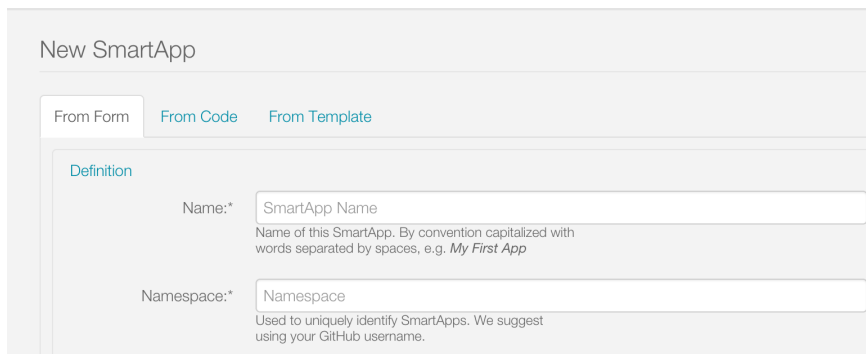 New SmartApp
From Form From Code From Template
Definition
Name:* SmartApp Name
Name of this SmartApp. By convention capitalized with
words separated by spaces, e.g. My First App
Namespace:* Namespace
Used to uniquely identify SmartApps. We suggest
using your GitHub username.